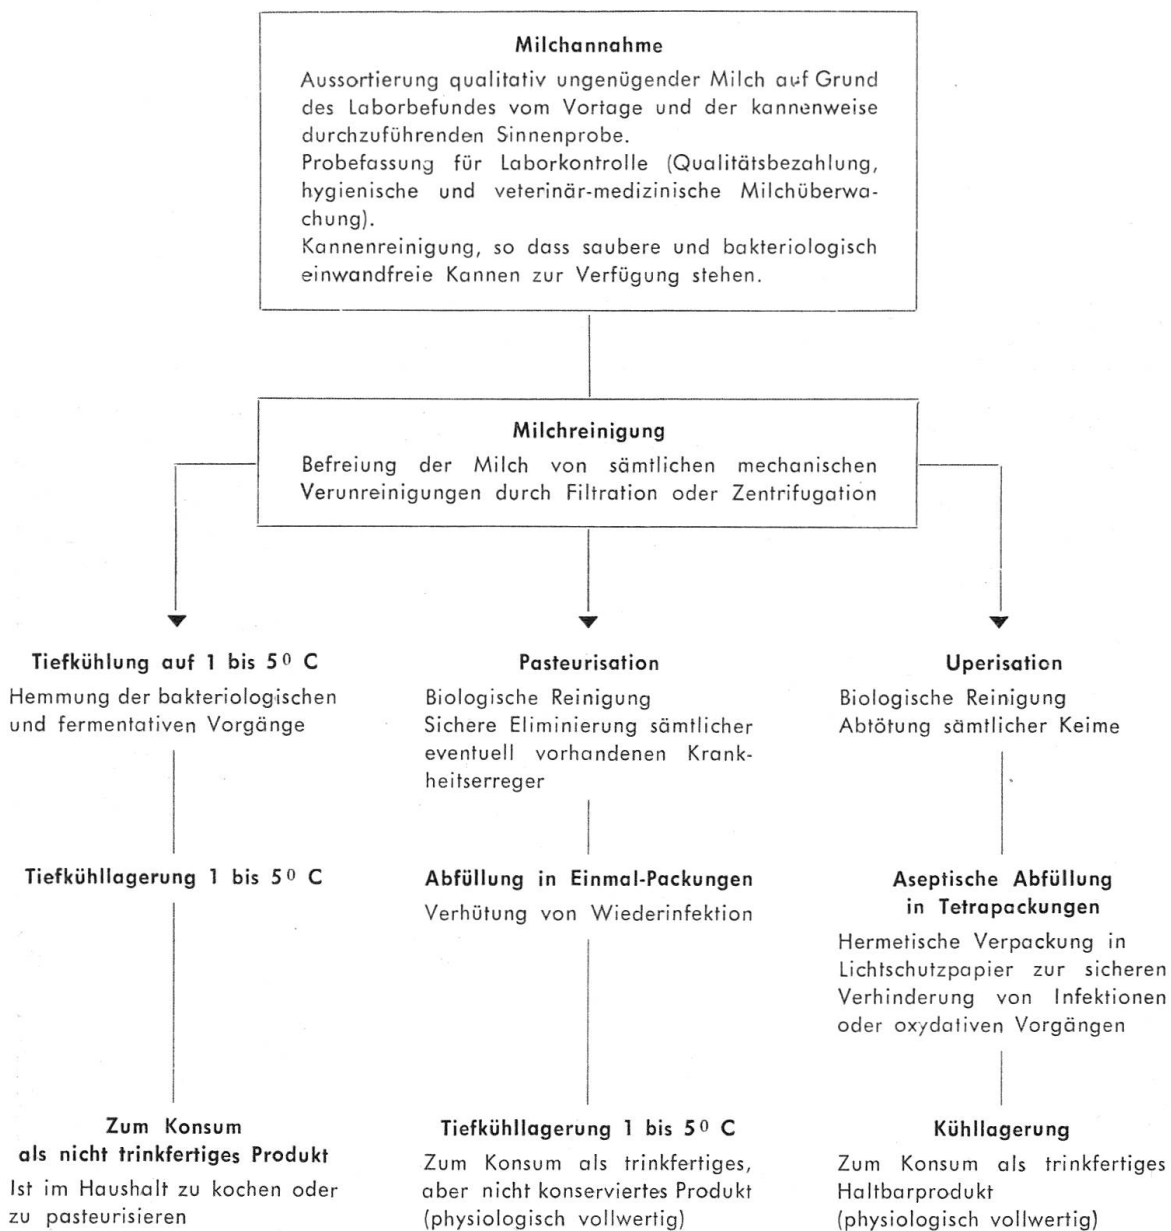 Milchannahme
Aussortierung qualitativ ungenügender Milch auf Grund
des Laborbefundes vom Vortage und der kannenweise
durchzuführenden Sinnenprobe.
Probefassung für Laborkontrolle (Qualitätsbezahlung,
hygienische und veterinär-medizinische Milchüberwa-
chung).
Kannenreinigung, so dass saubere und bakteriologisch
einwandfreie Kannen zur Verfügung stehen.
Milchreinigung
Befreiung der Milch von sämtlichen mechanischen
Verunreinigungen durch Filtration oder Zentrifugation
Tiefkühlung auf 1 bis 5⁰ C
Hemmung der bakteriologischen
und fermentativen Vorgänge
Tiefkühllagerung 1 bis 5⁰ C
Zum Konsum
als nicht trinkfertiges Produkt
Ist im Haushalt zu kochen oder
zu pasteurisieren
Pasteurisation
Biologische Reinigung
Sichere Eliminierung sämtlicher
eventuell vorhandenen Krank-
heitserreger
Abfüllung in Einmal-Packungen
Verhütung von Wiederinfektion
Tiefkühllagerung 1 bis 5⁰ C
Zum Konsum als trinkfertiges,
aber nicht konserviertes Produkt
(physiologisch vollwertig)
Uperisation
Biologische Reinigung
Abtötung sämtlicher Keime
Aseptische Abfüllung
in Tetrapackungen
Hermetische Verpackung in
Lichtschutzpapier zur sicheren
Verhinderung von Infektionen
oder oxydativen Vorgängen
Kühllagerung
Zum Konsum als trinkfertiges
Haltbarprodukt
(physiologisch vollwertig)